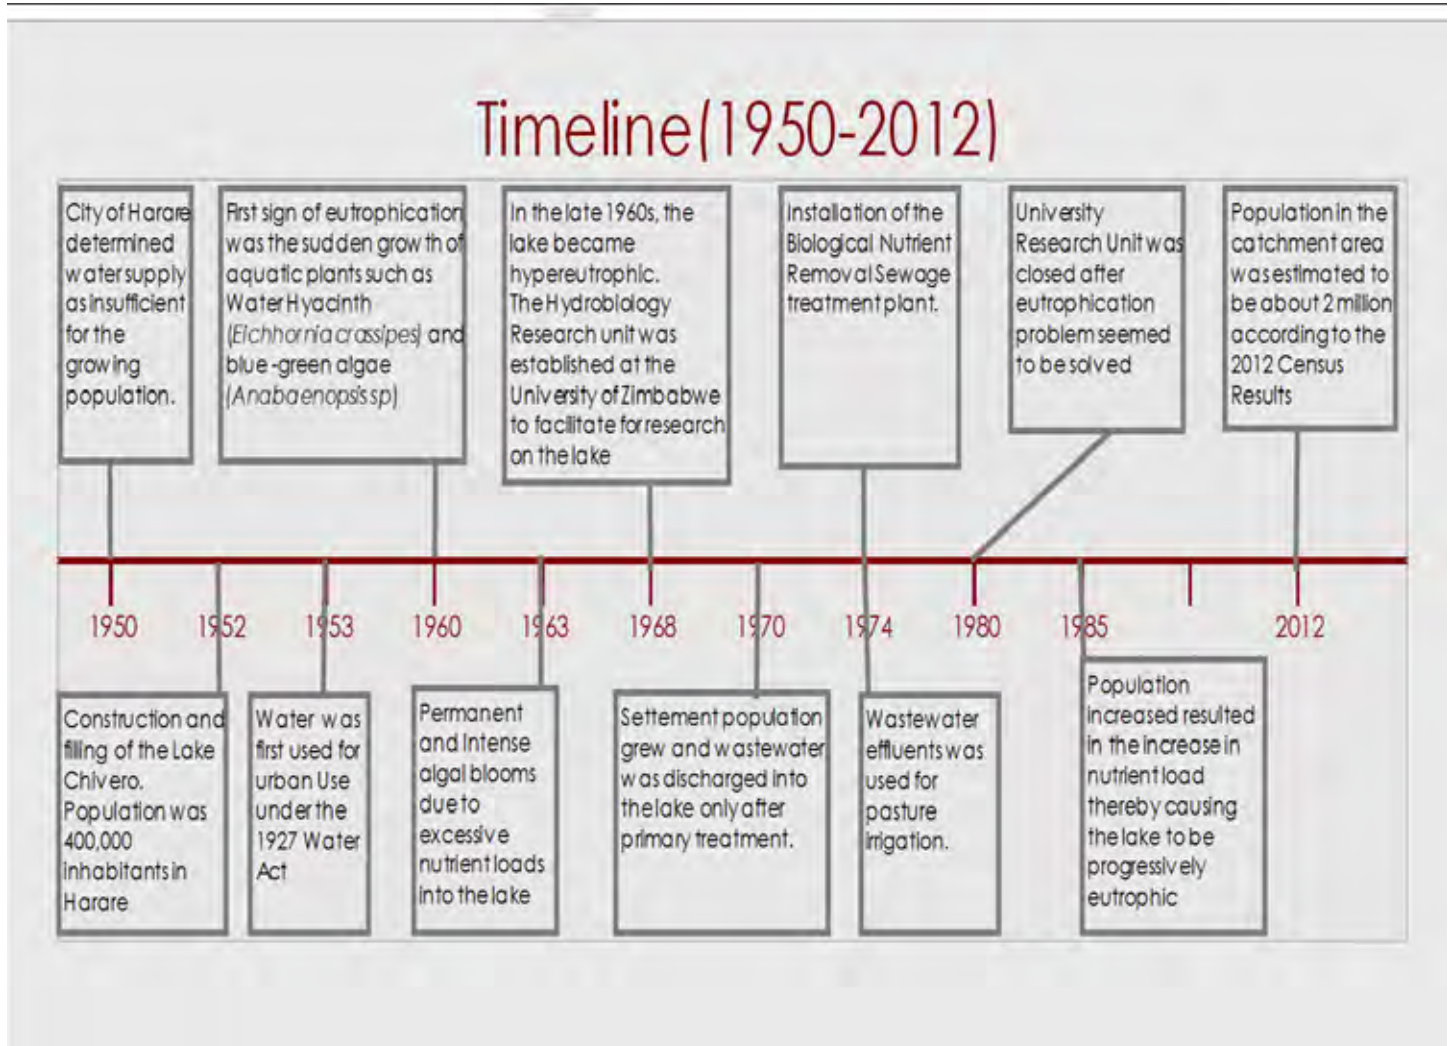 Timeline(1950-2012)
City of Harare
determined
water supply
as insufficient
for the
growing
population.
First sign of eutrophication
was the sudden growth of
aquatic plants such as
Water Hyacinth
(Eichhornia crassipes) and
blue-green algae
(Anabaenopsis sp)
In the late 1960s, the
lake became
hypereutrophic.
The Hydrobiology
Research unit was
established at the
University of Zimbabwe
to facilitate for research
on the lake
Installation of the
Biological Nutrient
Removal Sewage
treatment plant.
University
Research Unit was
closed after
eutrophication
problem seemed
to be solved
Population in the
catchment area
was estimated to
be about 2 million
according to the
2012 Census
Results
1950 1952 1953 1960 1963 1968 1970 1974 1980 1985 2012
Construction and
filling of the Lake
Chivero.
Population was
400,000
inhabitants in
Harare
Water was
first used for
urban Use
under the
1927 Water
Act
Permanent
and Intense
algal blooms
due to
excessive
nutrient loads
into the lake
Settement population
grew and wastewater
was discharged into
the lake only after
primary treatment.
Wastewater
effluents was
used for
pasture
irrigation.
Population
increased resulted
in the increase in
nutrient load
thereby causing
the lake to be
progressively
eutrophic